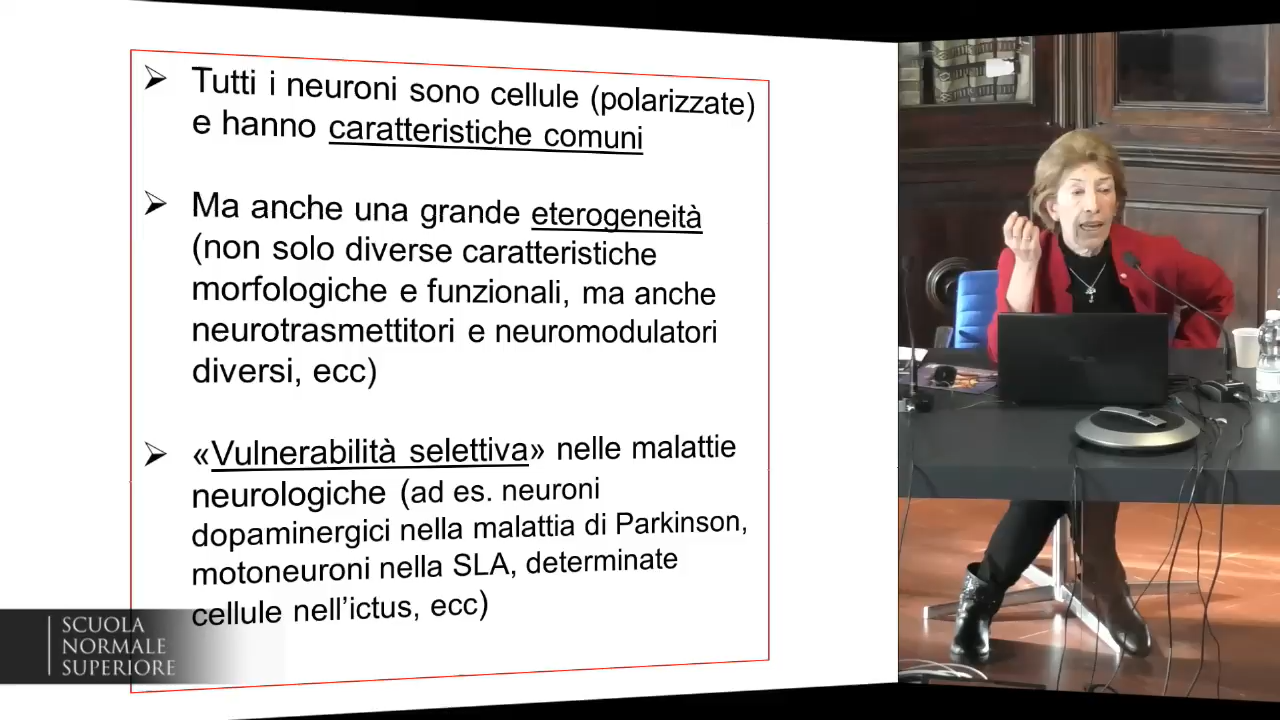 ➢ Tutti i neuroni sono cellule (polarizzate)
e hanno caratteristiche comuni
➢ Ma anche una grande eterogeneità
(non solo diverse caratteristiche
morfologiche e funzionali, ma anche
neurotrasmettitori e neuromodulatori
diversi, ecc)
➢ «Vulnerabilità selettiva» nelle malattie
neurologiche (ad es. neuroni
dopaminergici nella malattia di Parkinson,
motoneuroni nella SLA, determinate
cellule nell'ictus, ecc)
SCUOLA
NORMALE
SUPERIORE